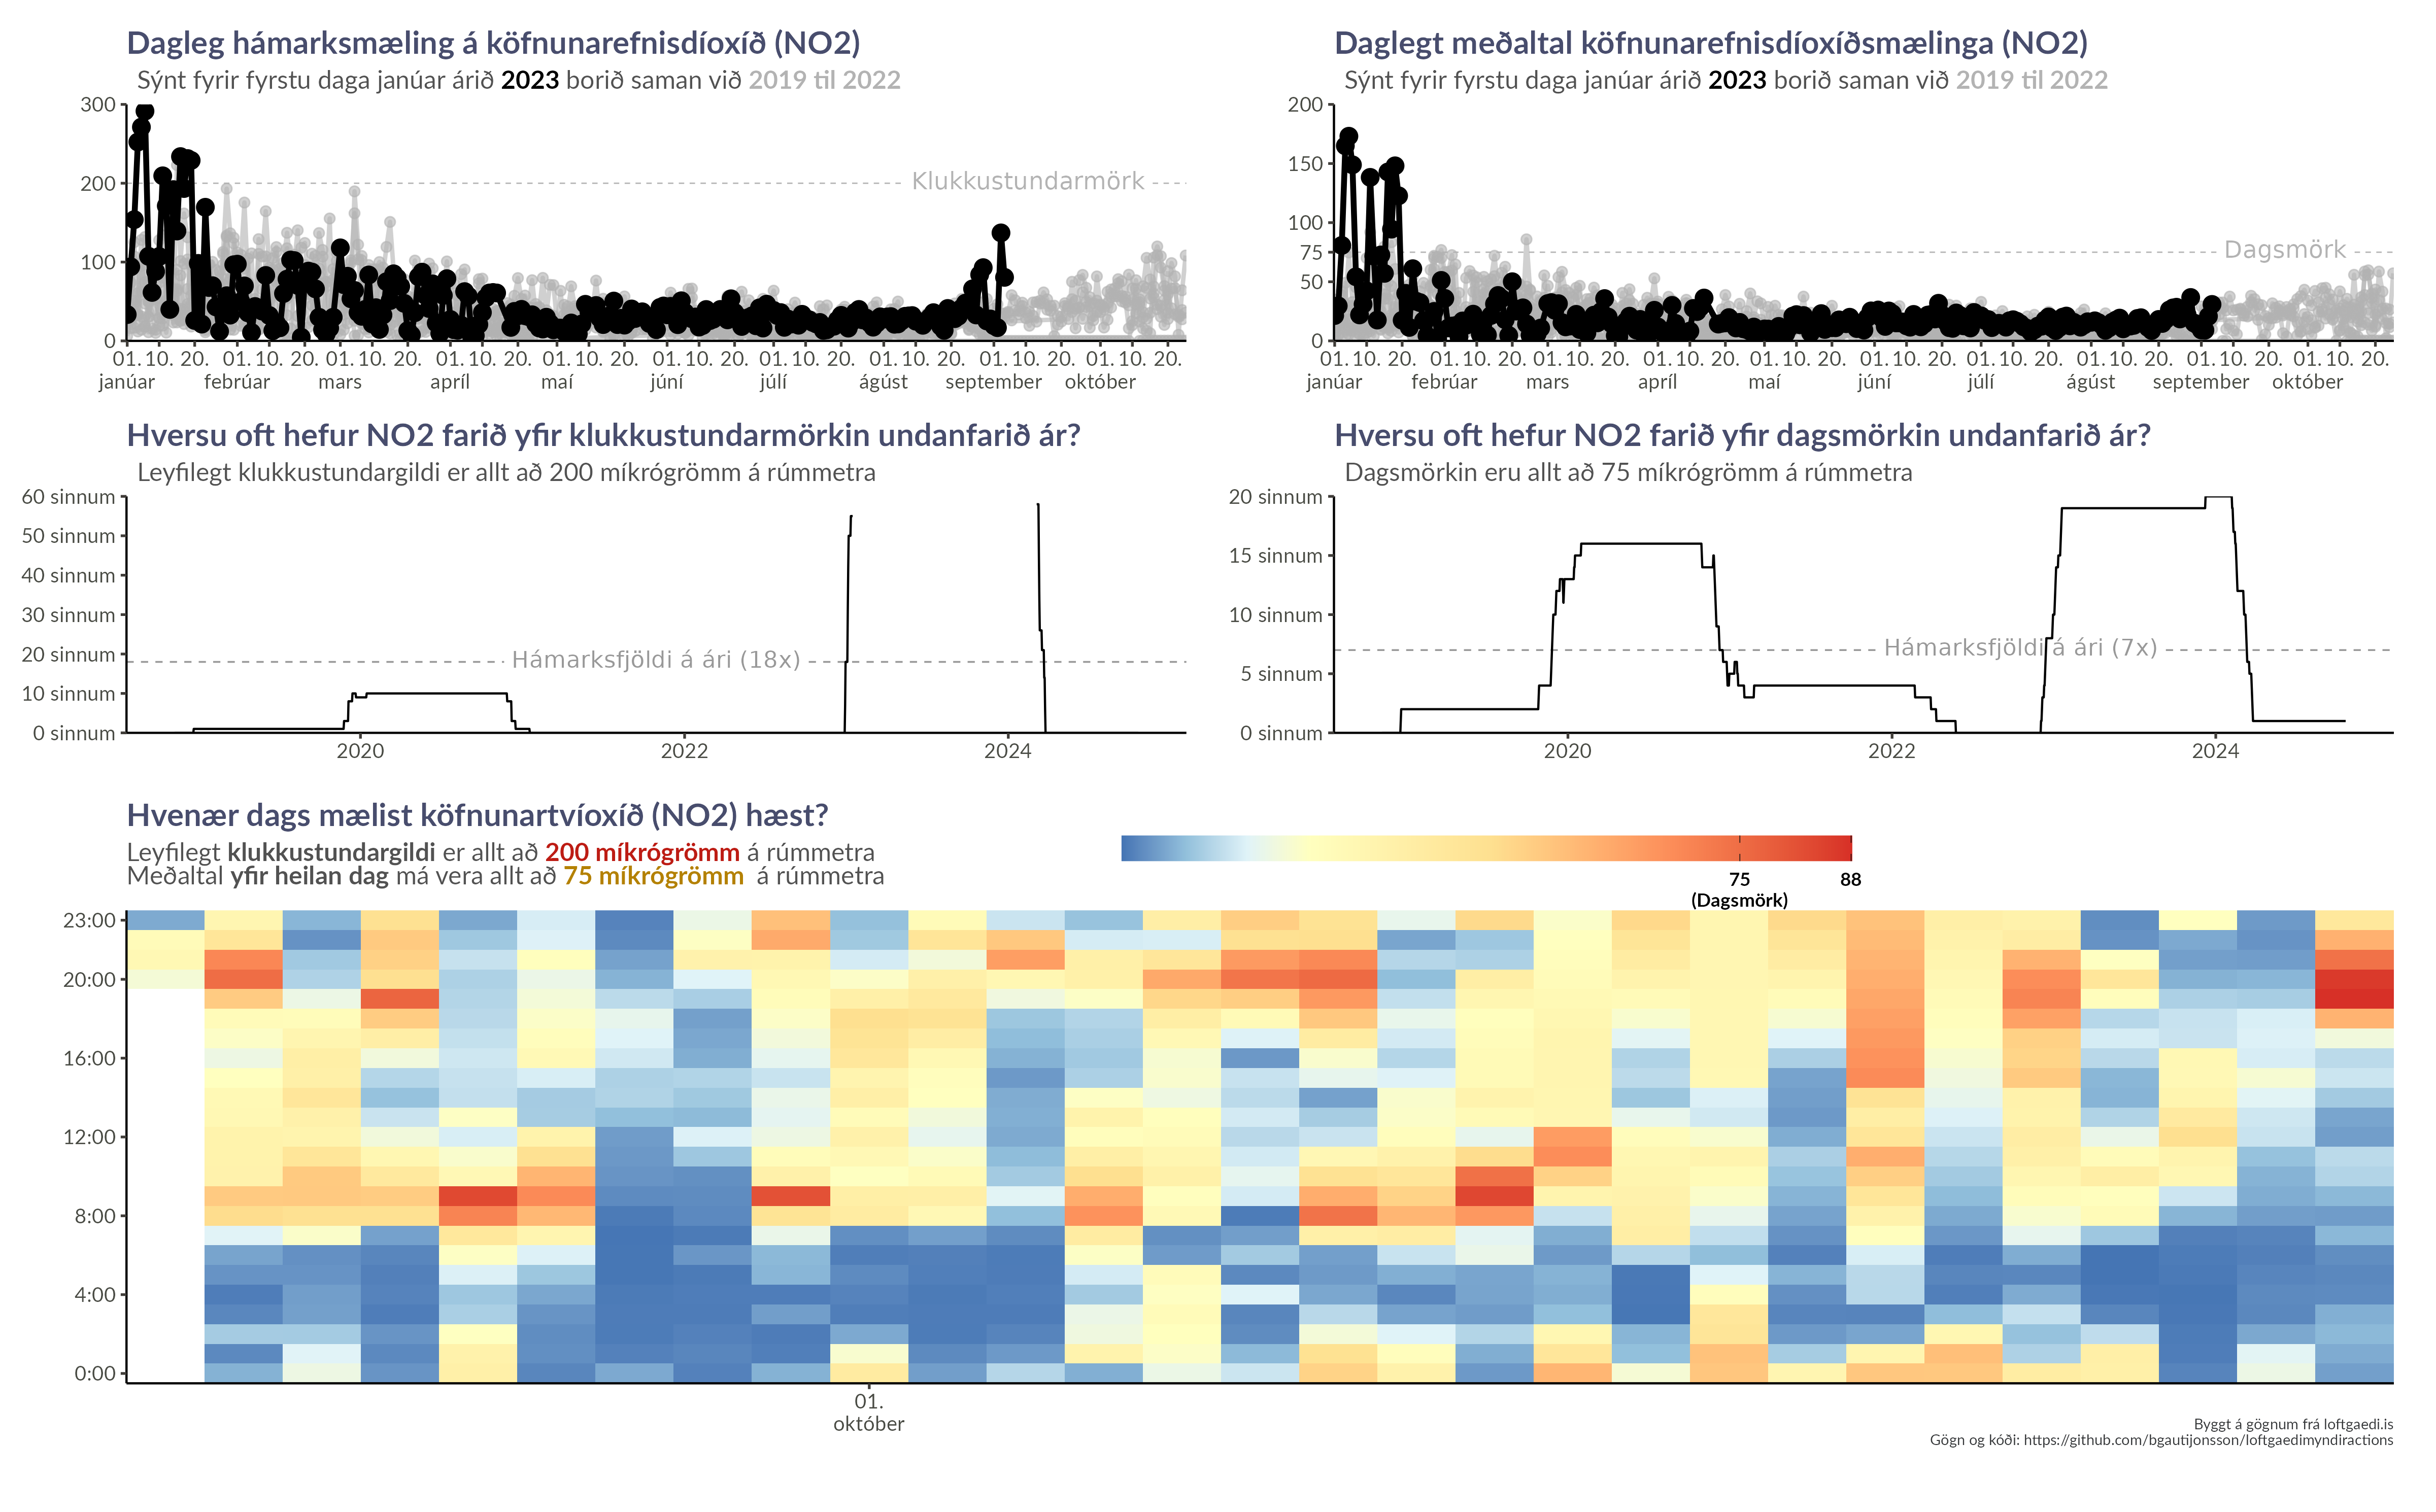 Dagleg hámarksmæling á köfnunarefnisdíoxíð (NO2)
Sýnt fyrir fyrstu daga janúar árið 2023 borið saman við 2019 til 2022
300
200
100
0
Klukkustundarmörk
01. 10. 20. 01. 10. 20. 01. 10. 20. 01. 10. 20. 01. 10. 20. 01. 10. 20. 01. 10. 20. 01. 10. 20. 01. 10. 20. 01. 10. 20.
janúar febrúar mars apríl maí júní júlí ágúst september október
Daglegt meðaltal köfnunarefnisdíoxíðsmælinga (NO2)
Sýnt fyrir fyrstu daga janúar árið 2023 borið saman við 2019 til 2022
200
150
100
75
50
0
Dagsmörk
01. 10. 20. 01. 10. 20. 01. 10. 20. 01. 10. 20. 01. 10. 20. 01. 10. 20. 01. 10. 20. 01. 10. 20. 01. 10. 20. 01. 10. 20.
janúar febrúar mars apríl maí júní júlí ágúst september október
Hversu oft hefur NO2 farið yfir klukkustundarmörkin undanfarið ár?
Leyfilegt klukkustundargildi er allt að 200 míkrógrömm á rúmmetra
60 sinnum
50 sinnum
40 sinnum
30 sinnum
20 sinnum
10 sinnum
0 sinnum
Hámarksfjöldi á ári (18x)
2020 2022 2024
Hversu oft hefur NO2 farið yfir dagsmörkin undanfarið ár?
Dagsmörkin eru allt að 75 míkrógrömm á rúmmetra
20 sinnum
15 sinnum
10 sinnum
5 sinnum
0 sinnum
Hámarksfjöldi á ári (7x)
2020 2022 2024
Hvenær dags mælist köfnunartvíoxíð (NO2) hæst?
Leyfilegt klukkustundargildi er allt að 200 míkrógrömm á rúmmetra
Meðaltal yfir heilan dag má vera allt að 75 míkrógrömm á rúmmetra
75 88
(Dagsmörk)
23:00
20:00
16:00
12:00
8:00
4:00
0:00
01.
október
Byggt á gögnum frá loftgaedi.is
Gögn og kóði: https://github.com/bgautijonsson/loftgaedimyndiractions